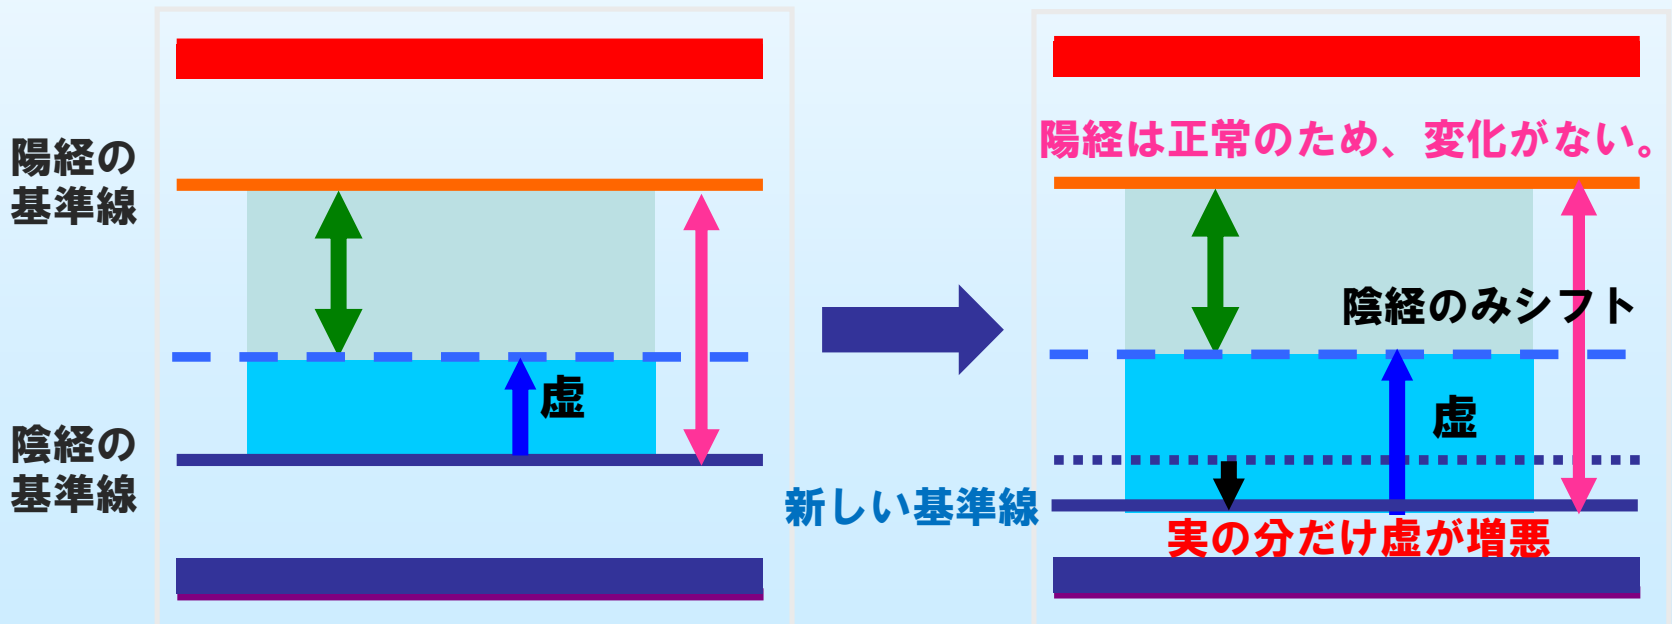 陽経の
基準線
虚
陰経の
基準線
陽経は正常のため、変化がない。
陰経のみシフト
虚
新しい基準線
実の分だけ虚が増悪